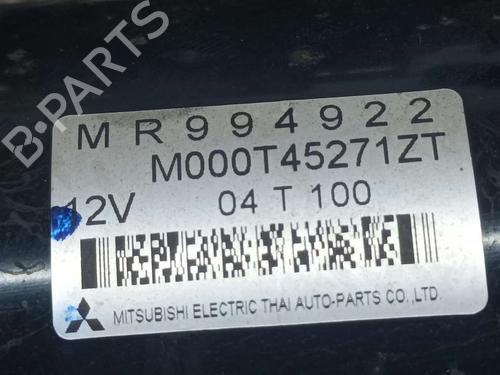 B-PARTS
MR994922
M000T45271ZT
12V 04 T 100
MITSUBISHI ELECTRIC THAI AUTO-PARTS CO.,LTD.